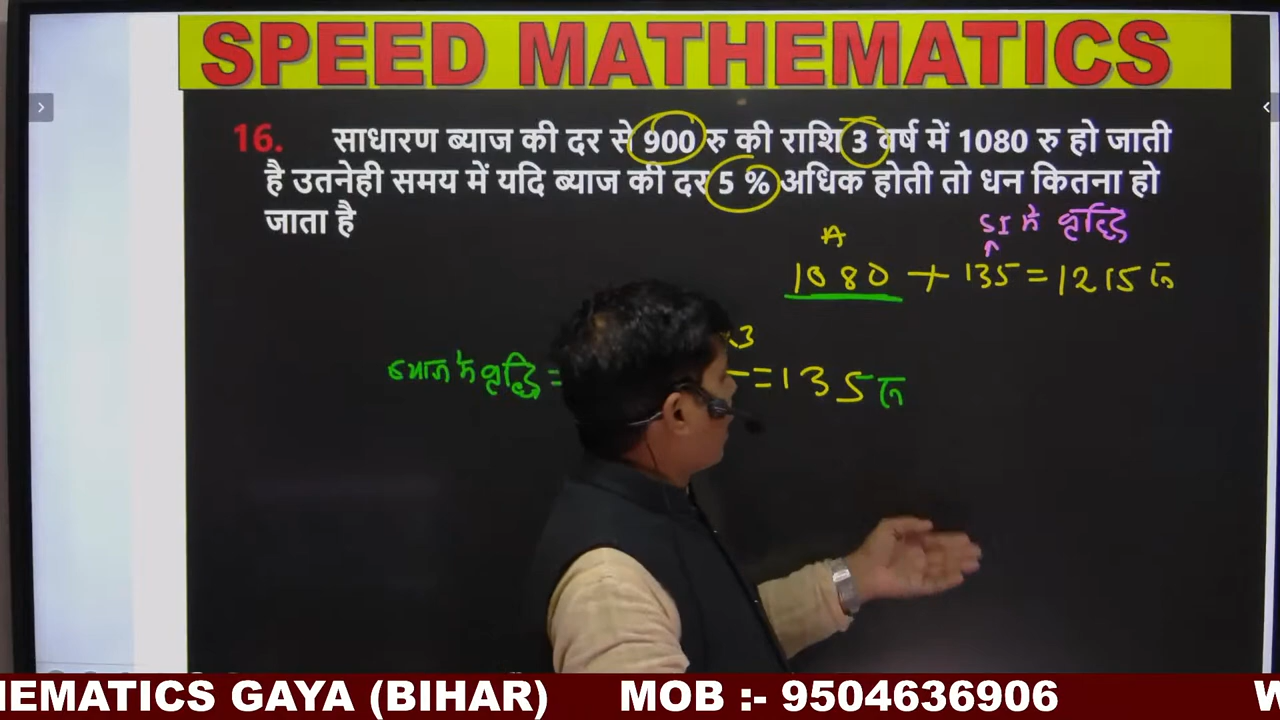 SPEED MATHEMATICS
16. साधारण ब्याज की दर से 900 रु की राशि 3 वर्ष में 1080 रु हो जाती
है उतनेही समय में यदि ब्याज की दर 5 % अधिक होती तो धन कितना हो
जाता है
SI में वृद्धि
A
1080 + 135 = 1215 रु
3
ब्याज में वृद्धि = = 135 रु
HEMATICS GAYA (BIHAR) MOB :- 9504636906 W